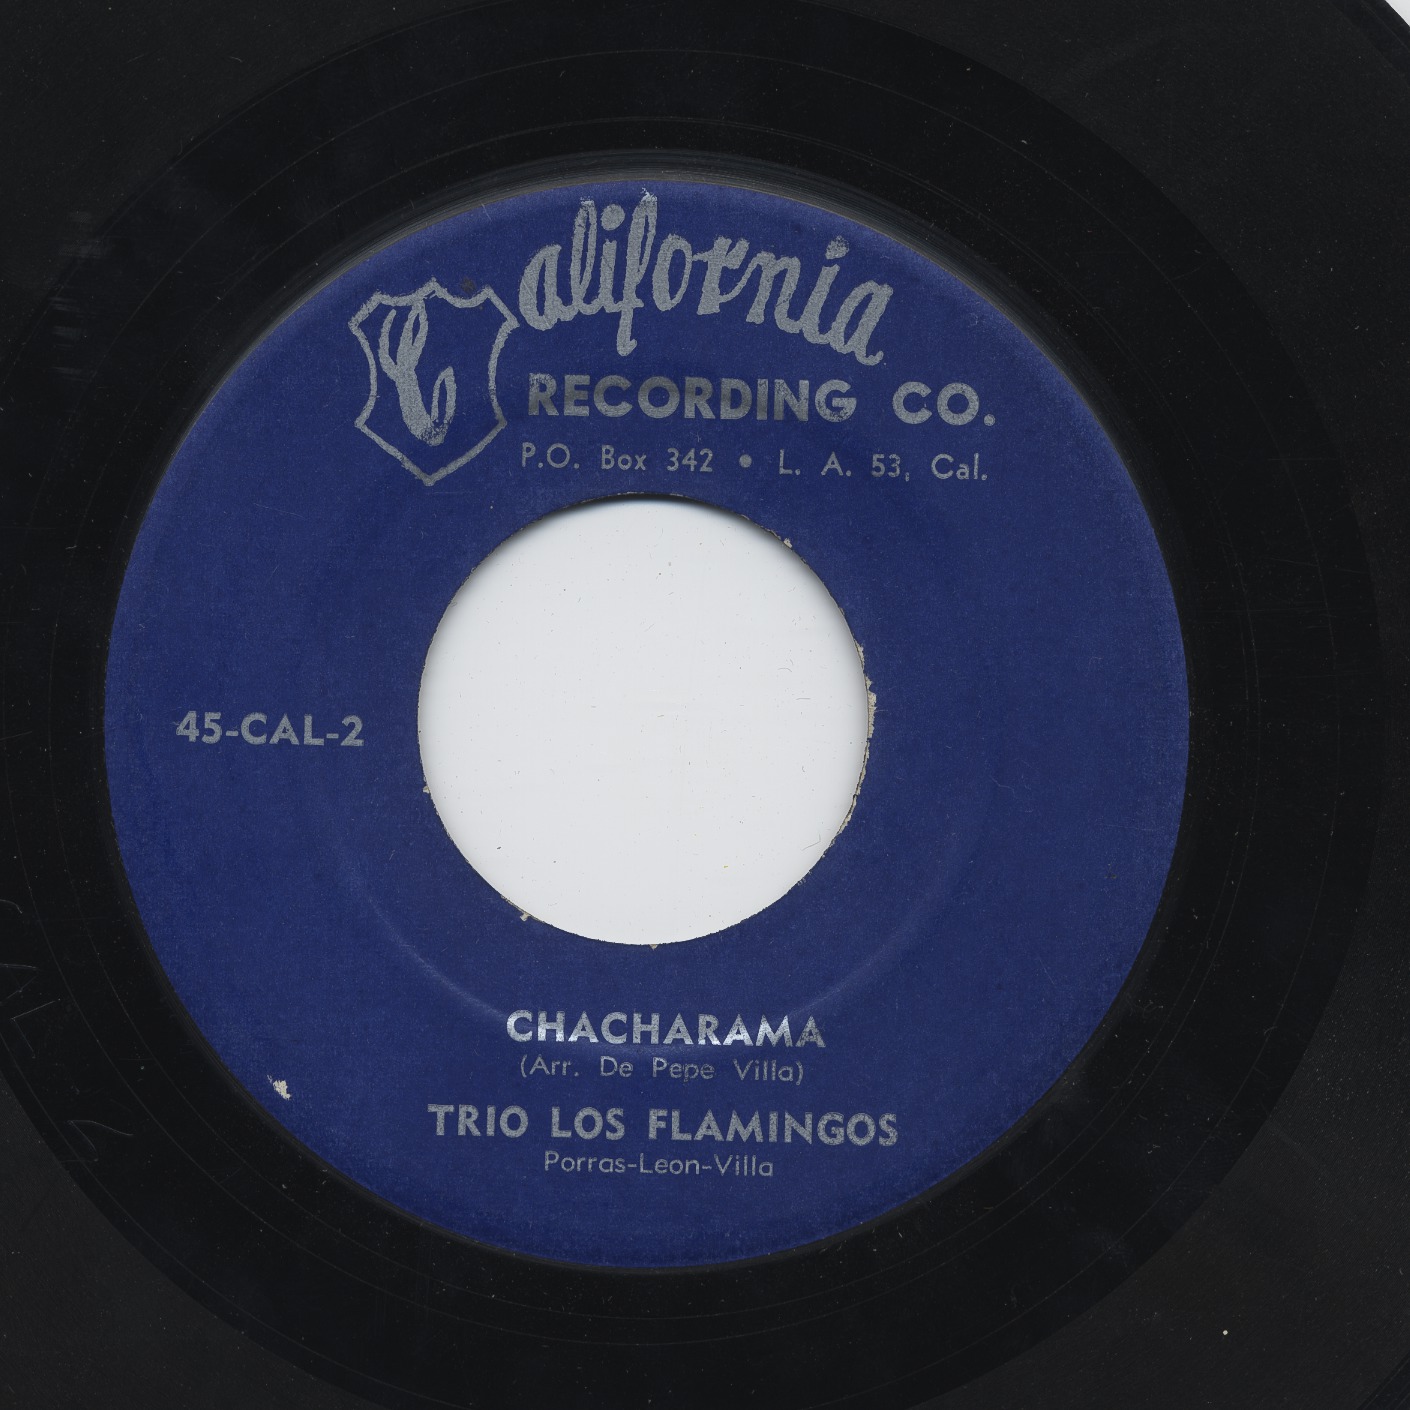 California
RECORDING CO.
P.O. Box 342 • L. A. 53, Cal.
45-CAL-2
CHACHARAMA
(Arr. De Pepe Villa)
TRIO LOS FLAMINGOS
Porras-Leon-Villa